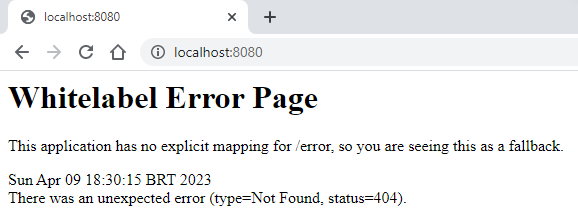 localhost:8080
localhost:8080
Whitelabel Error Page
This application has no explicit mapping for /error, so you are seeing this as a fallback.
Sun Apr 09 18:30:15 BRT 2023
There was an unexpected error (type=Not Found, status=404).